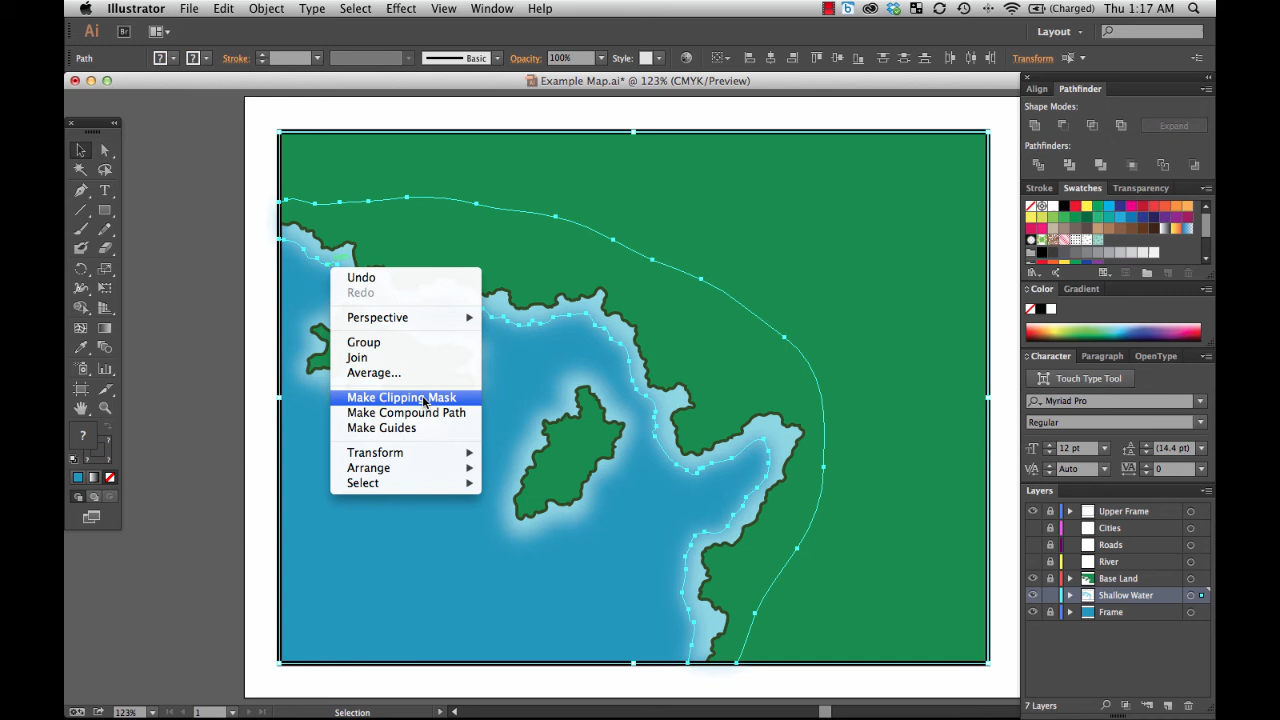 Illustrator File Edit Object Type Select Effect View Window Help (Charged) Thu 1:17 AM
Ai Br Layout
Path ? ? Stroke: Basic Opacity: 100% Style: Transform
Example Map.ai* @ 123% (CMYK/Preview)
Align Pathfinder
Shape Modes:
Expand
Pathfinders:
Stroke Swatches Transparency
Undo
Redo
Perspective
Group
Join
Average...
Make Clipping Mask
Make Compound Path
Make Guides
Transform
Arrange
Select
?
Color Gradient
Character Paragraph OpenType
Touch Type Tool
Myriad Pro
Regular
12 pt (14.4 pt)
Auto 0
Layers
Upper Frame
Cities
Roads
River
Base Land
Shallow Water
Frame
7 Layers
123% 1 Selection